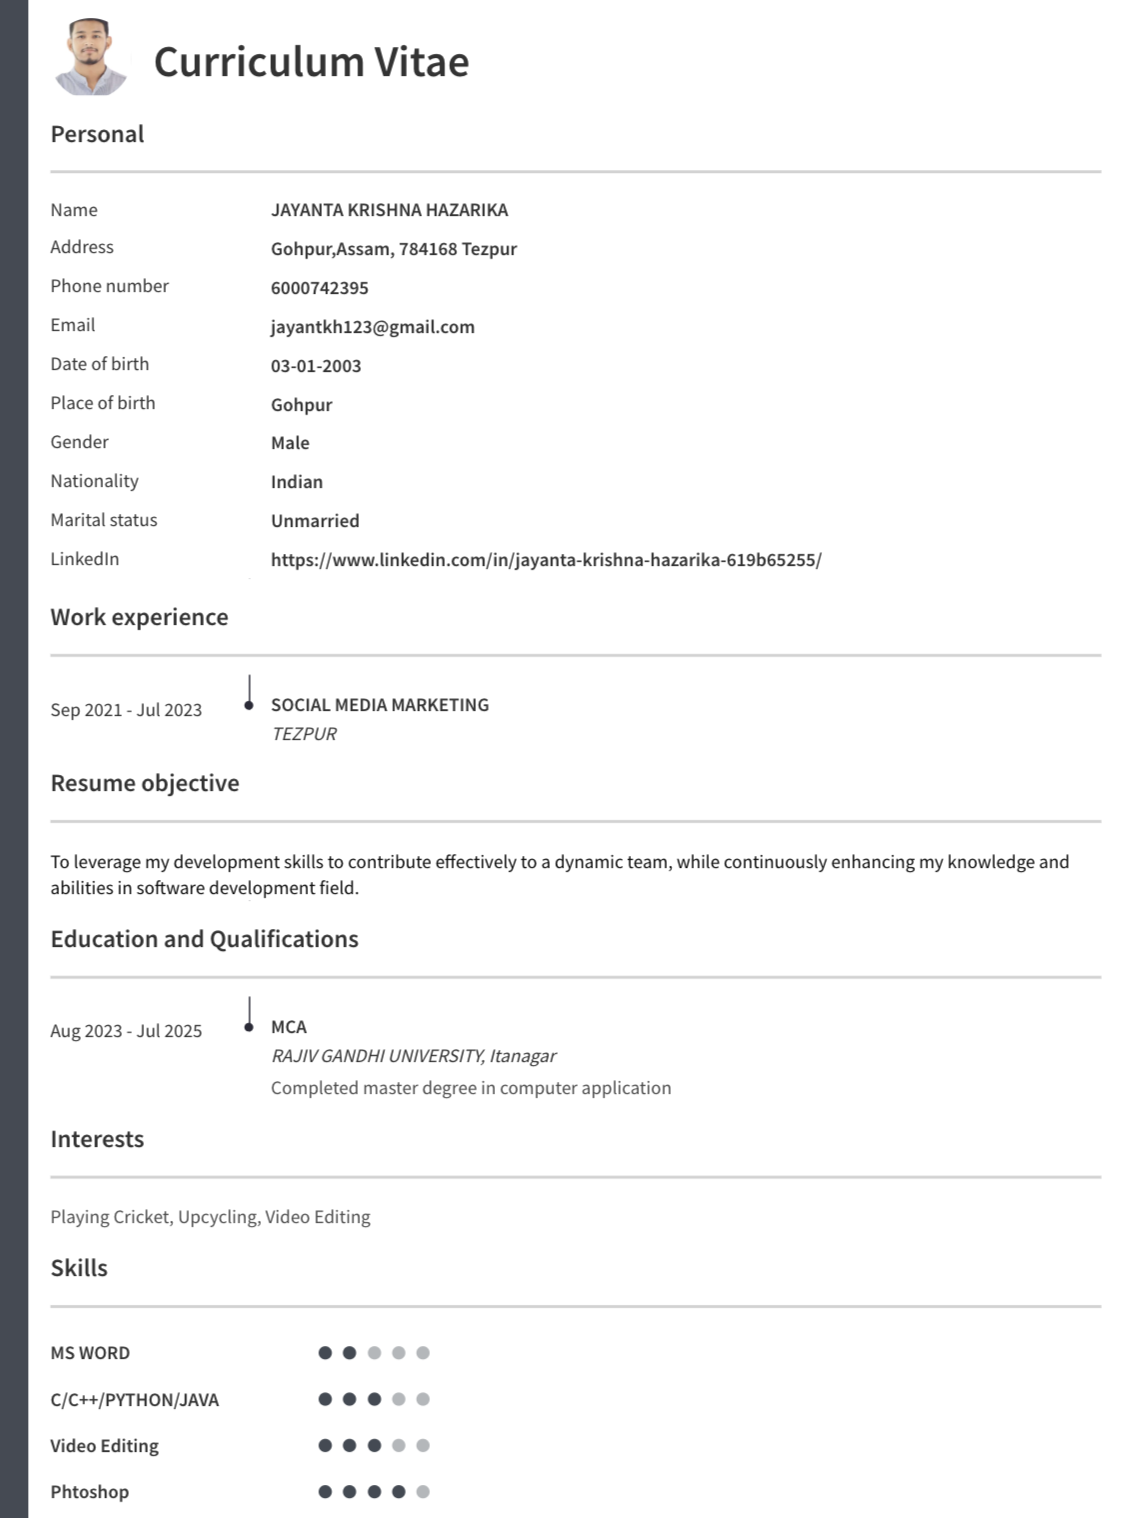 Curriculum Vitae
Personal
Name JAYANTA KRISHNA HAZARIKA
Address Gohpur,Assam, 784168 Tezpur
Phone number 6000742395
Email jayantkh123@gmail.com
Date of birth 03-01-2003
Place of birth Gohpur
Gender Male
Nationality Indian
Marital status Unmarried
LinkedIn https://www.linkedin.com/in/jayanta-krishna-hazarika-619b65255/
Work experience
Sep 2021 - Jul 2023 SOCIAL MEDIA MARKETING
TEZPUR
Resume objective
To leverage my development skills to contribute effectively to a dynamic team, while continuously enhancing my knowledge and
abilities in software development field.
Education and Qualifications
Aug 2023 - Jul 2025 MCA
RAJIV GANDHI UNIVERSITY, Itanagar
Completed master degree in computer application
Interests
Playing Cricket, Upcycling, Video Editing
Skills
MS WORD
C/C++/PYTHON/JAVA
Video Editing
Phtoshop